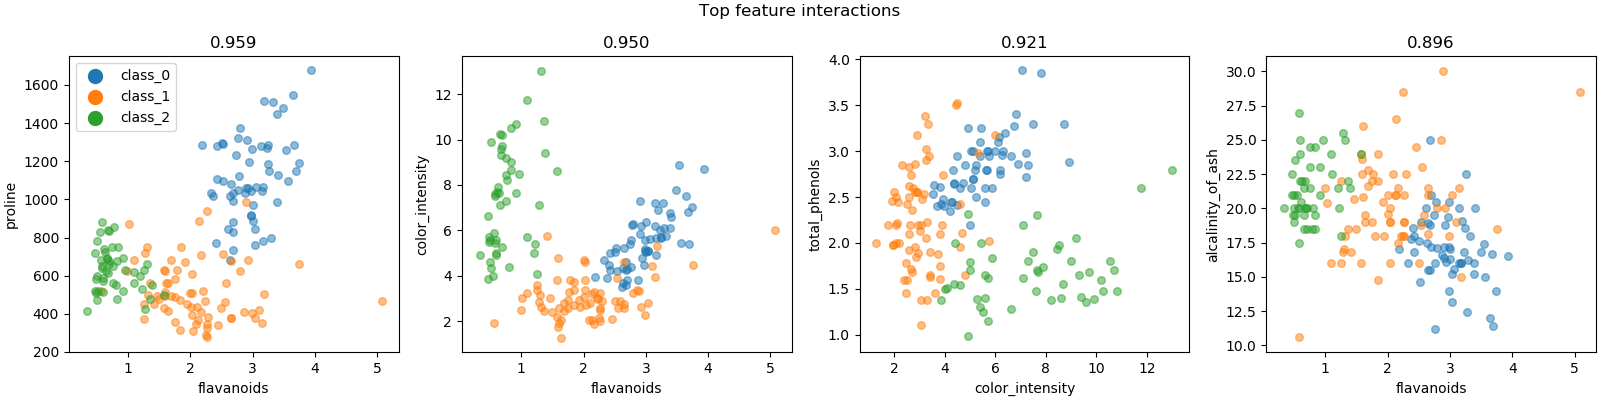 Top feature interactions
0.959
proline
1600
1400
1200
1000
800
600
400
200
class_0
class_1
class_2
1 2 3 4 5
flavanoids
0.950
color_intensity
12
10
8
6
4
2
1 2 3 4 5
flavanoids
0.921
total_phenols
4.0
3.5
3.0
2.5
2.0
1.5
1.0
2 4 6 8 10 12
color_intensity
0.896
alcalinity_of_ash
30.0
27.5
25.0
22.5
20.0
17.5
15.0
12.5
10.0
1 2 3 4 5
flavanoids